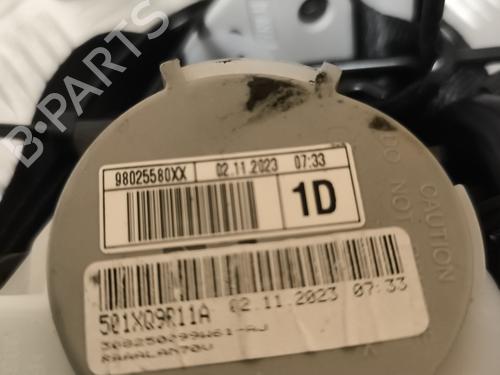 98025580XX 02.11.2023 07:33
1D
501XQ9R11A 02.11.2023 07:33
CAUTION
DO NOT
B-PARTS